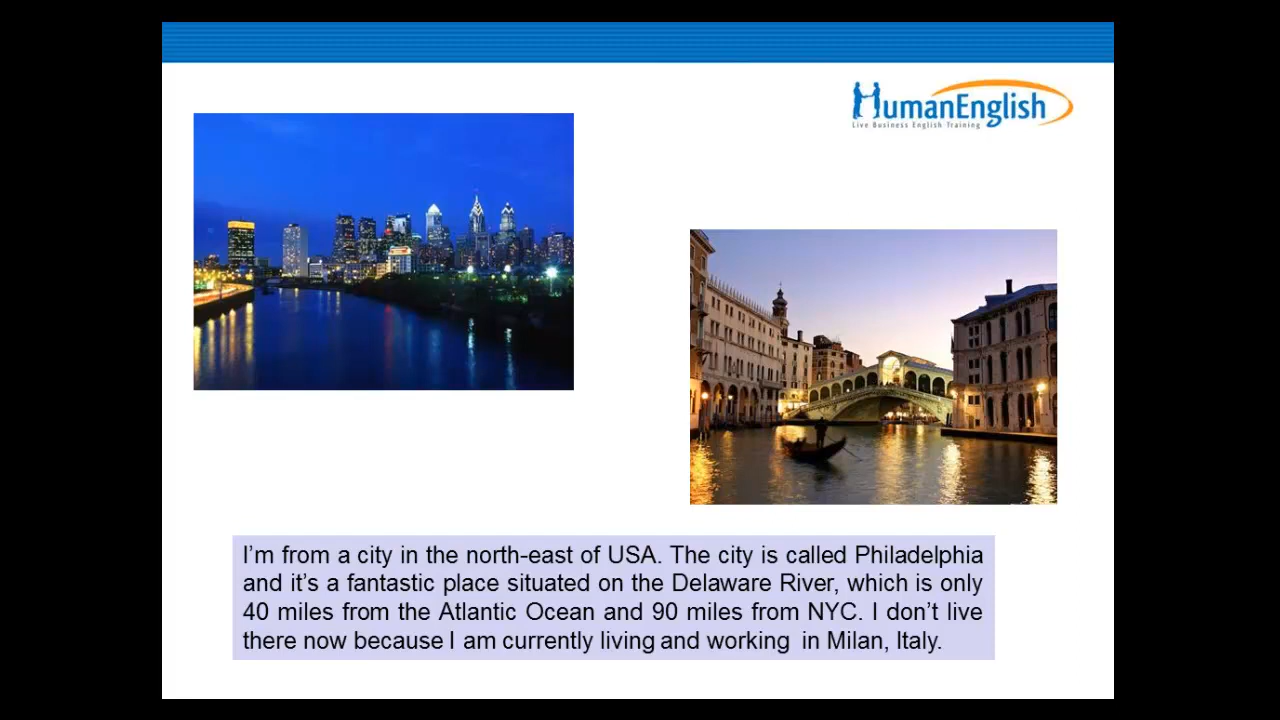 HumanEnglish
Live Business English Training
I'm from a city in the north-east of USA. The city is called Philadelphia
and it's a fantastic place situated on the Delaware River, which is only
40 miles from the Atlantic Ocean and 90 miles from NYC. I don't live
there now because I am currently living and working in Milan, Italy.